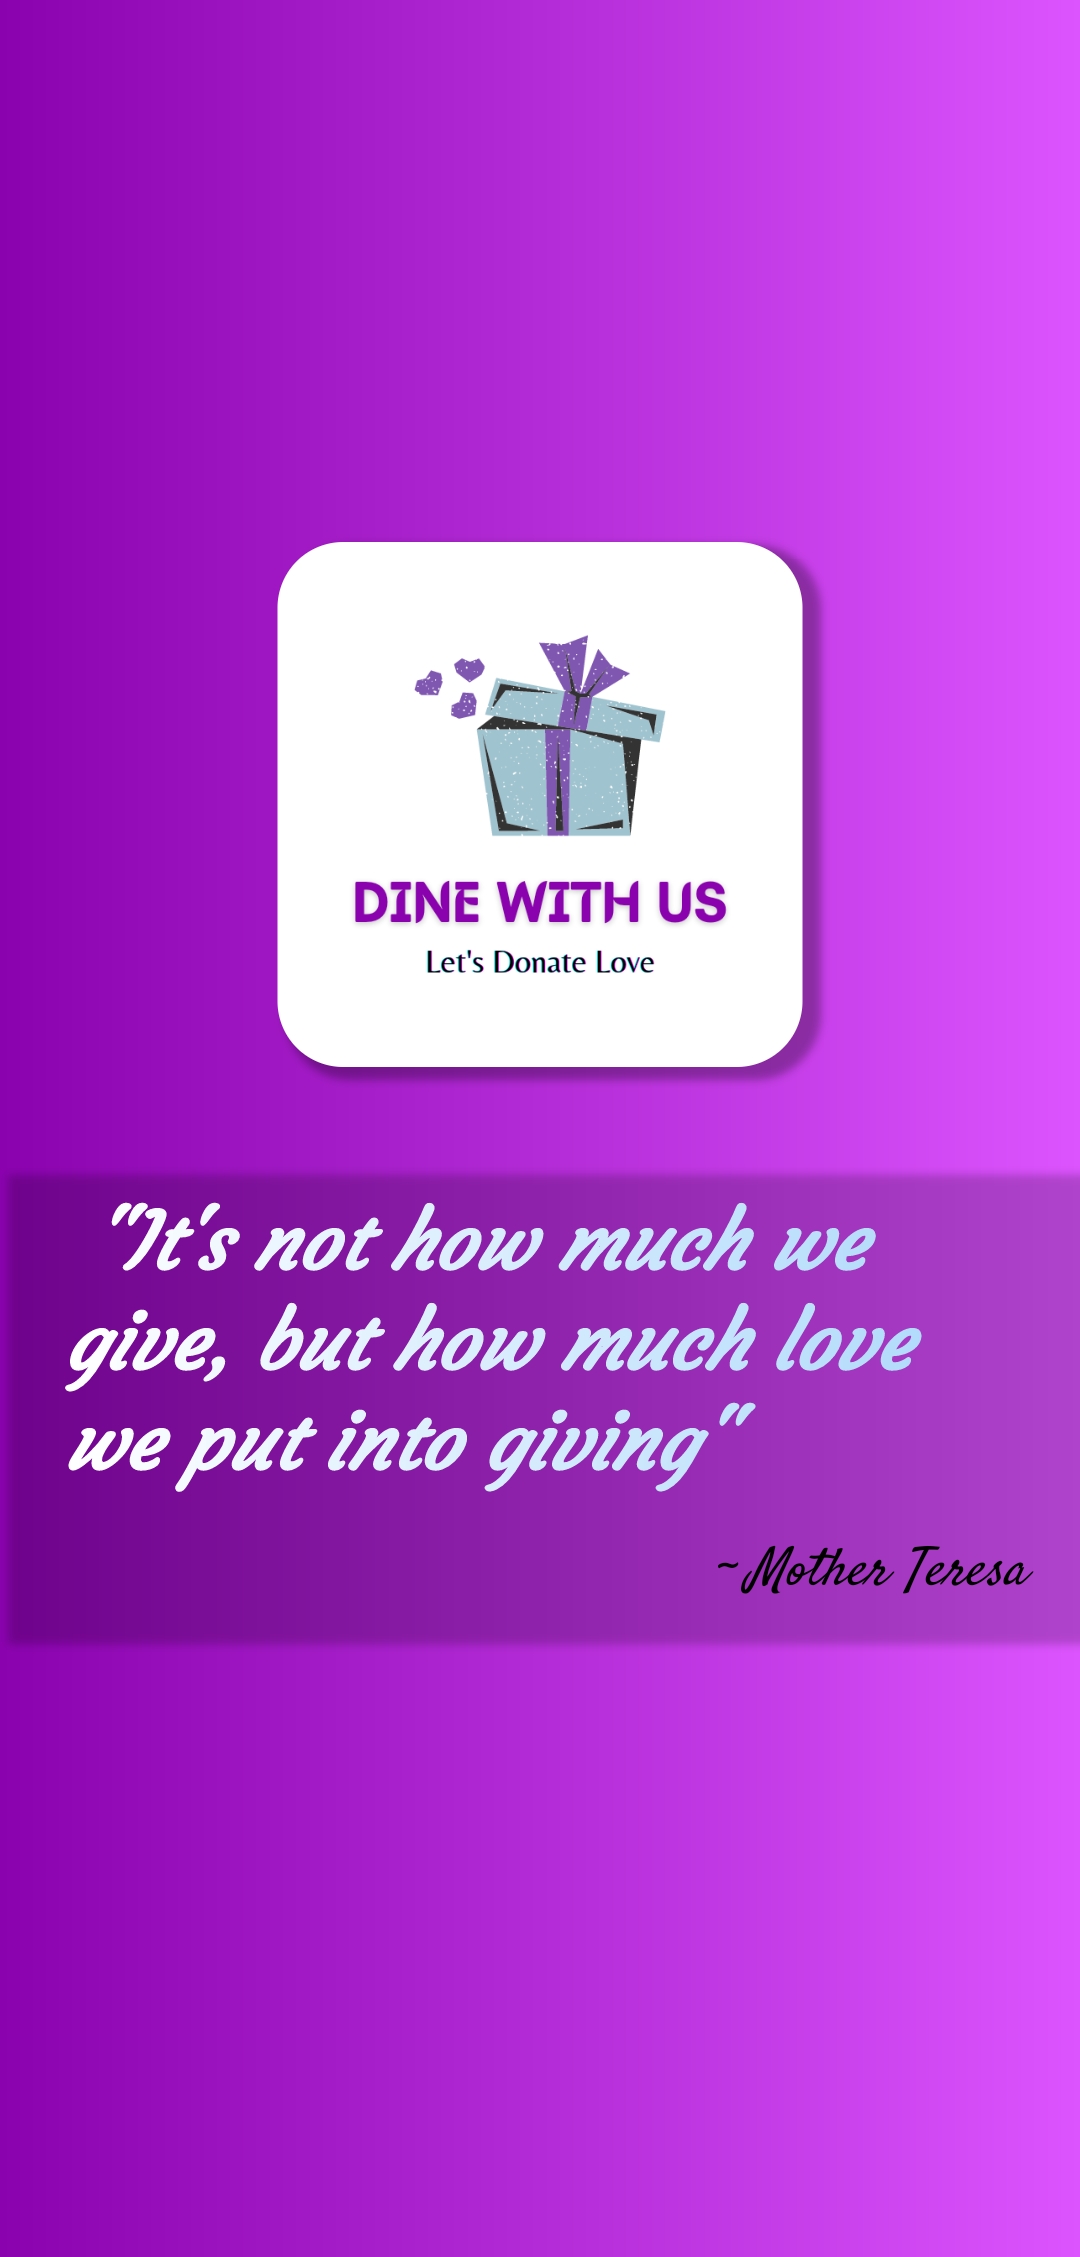 DINE WITH US
Let's Donate Love
"It's not how much we
give, but how much love
we put into giving"
~Mother Teresa